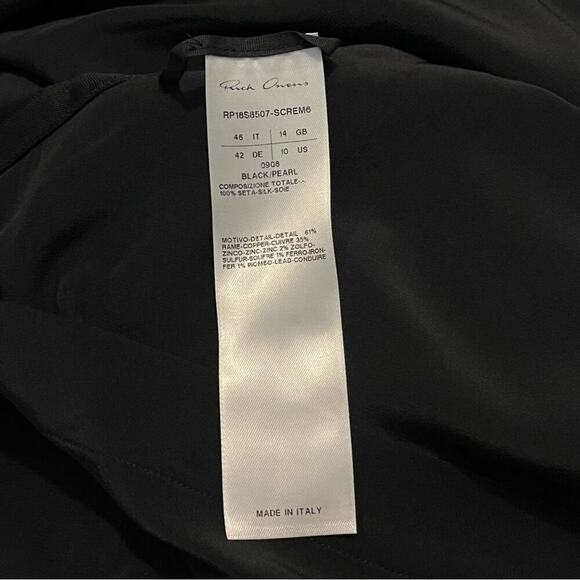 Rick Owens
RP18S8507-SCREM6
46 IT 14 GB
42 DE 10 US
0908
BLACK/PEARL
COMPOSIZIONE TOTALE-.
100% SETA-SILK-SOIE
MOTIVO-DETAIL-DETAIL 61%
RAME-COPPER-CUIVRE 35%
ZINCO-ZINC-ZINC 2% ZOLFO-
SULFUR-SOUFRE 1% FERRO-IRON-
FER 1% PIOMBO-LEAD-CONDUIRE
MADE IN ITALY